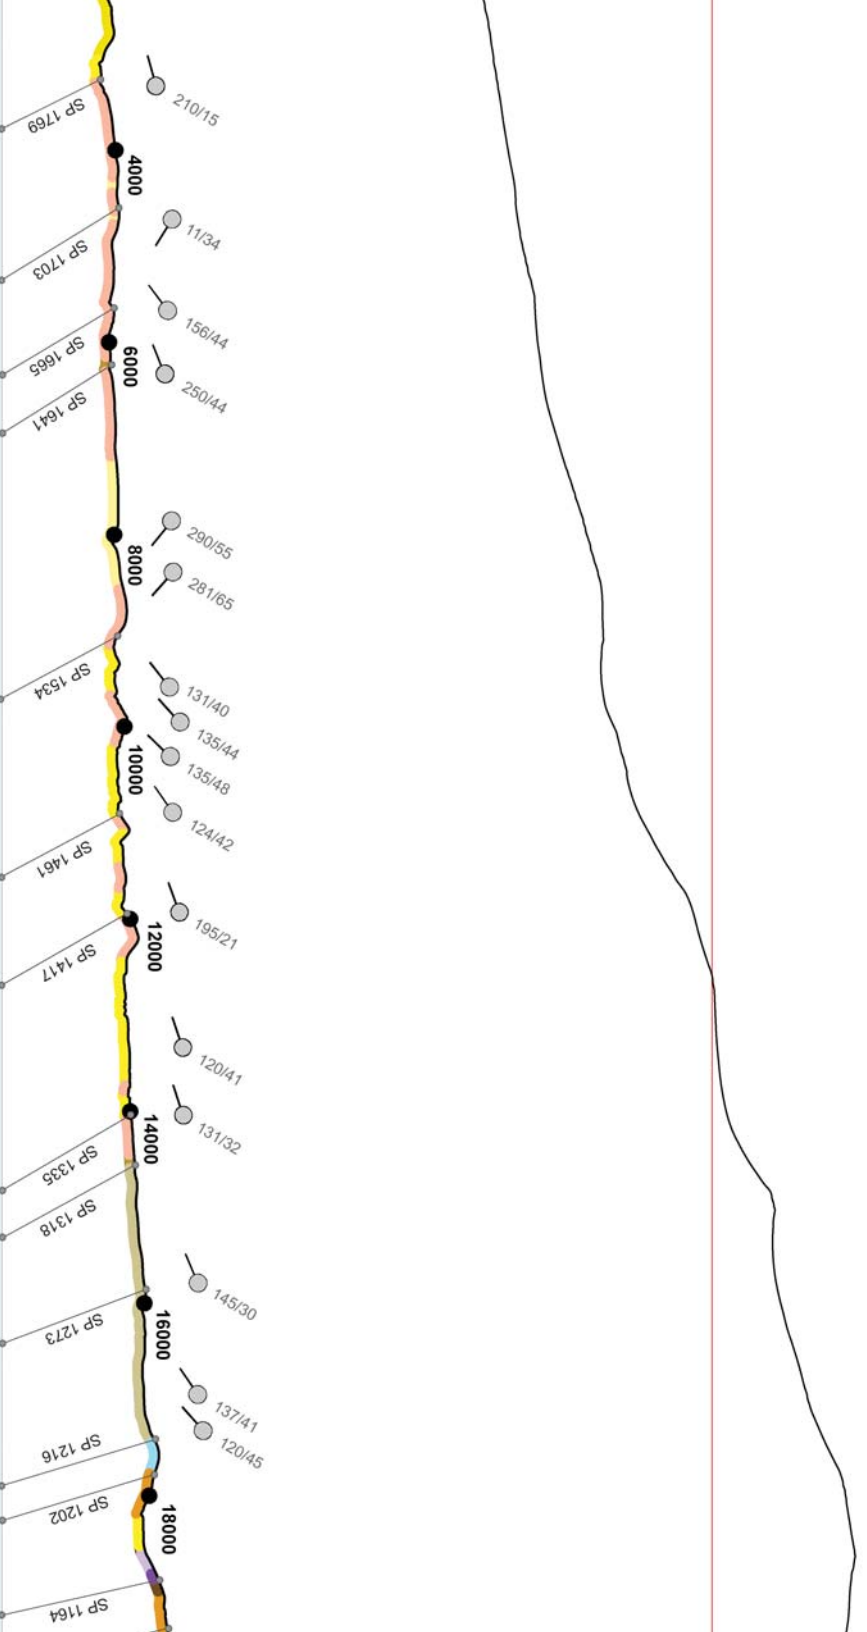 210/15
SP 1769
4000
11/34
SP 1703
156/44
SP 1665
6000
250/44
SP 1641
290/55
8000
281/65
SP 1534
131/40
135/44
10000
135/48
124/42
SP 1461
195/21
12000
SP 1417
120/41
131/32
14000
SP 1335
SP 1318
145/30
16000
SP 1273
137/41
120/45
SP 1216
SP 1202
18000
SP 1164